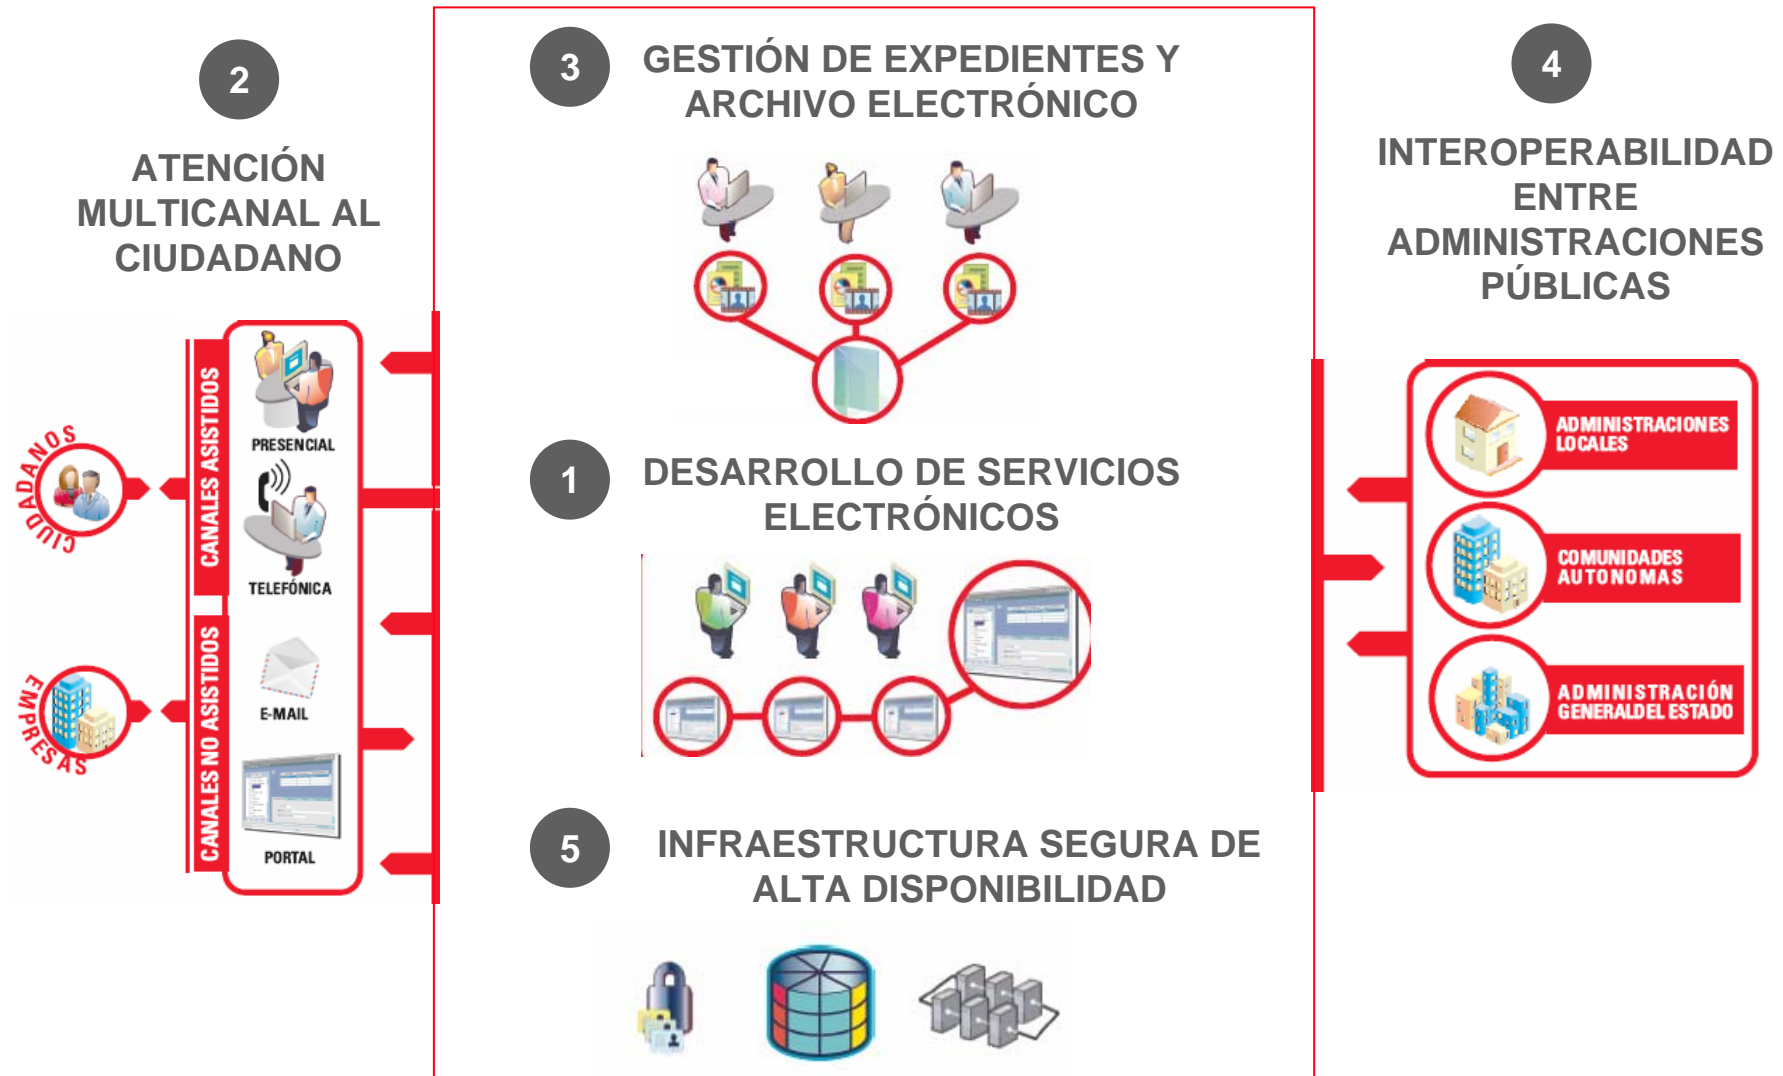 2
ATENCIÓN
MULTICANAL AL
CIUDADANO
CIUDADANOS
EMPRESAS
CANALES ASISTIDOS
CANALES NO ASISTIDOS
PRESENCIAL
TELEFÓNICA
E-MAIL
PORTAL
3
GESTIÓN DE EXPEDIENTES Y
ARCHIVO ELECTRÓNICO
1
DESARROLLO DE SERVICIOS
ELECTRÓNICOS
5
INFRAESTRUCTURA SEGURA DE
ALTA DISPONIBILIDAD
4
INTEROPERABILIDAD
ENTRE
ADMINISTRACIONES
PÚBLICAS
ADMINISTRACIONES
LOCALES
COMUNIDADES
AUTONOMAS
ADMINISTRACIÓN
GENERALDEL ESTADO